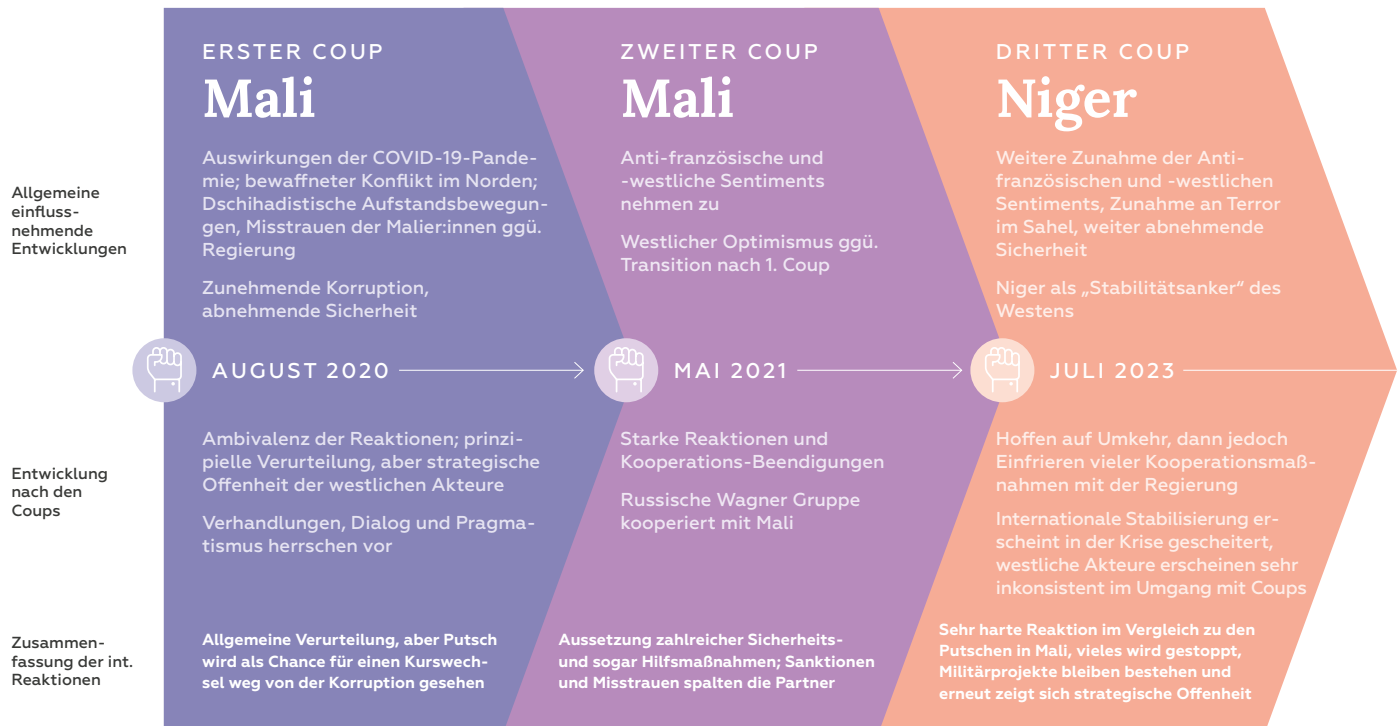 ERSTER COUP
Mali
ZWEITER COUP
Mali
DRITTER COUP
Niger
Allgemeine
einfluss-
nehmende
Entwicklungen
Auswirkungen der COVID-19-Pande-
mie; bewaffneter Konflikt im Norden;
Dschihadistische Aufstandsbewegun-
gen, Misstrauen der Malier:innen ggü.
Regierung
Zunehmende Korruption,
abnehmende Sicherheit
Anti-französische und
-westliche Sentiments
nehmen zu
Westlicher Optimismus ggü.
Transition nach 1. Coup
Weitere Zunahme der Anti-
französischen und -westlichen
Sentiments, Zunahme an Terror
im Sahel, weiter abnehmende
Sicherheit
Niger als „Stabilitätsanker“ des
Westens
AUGUST 2020
MAI 2021
JULI 2023
Entwicklung
nach den
Coups
Ambivalenz der Reaktionen; prinzi-
pielle Verurteilung, aber strategische
Offenheit der westlichen Akteure
Verhandlungen, Dialog und Pragma-
tismus herrschen vor
Starke Reaktionen und
Kooperations-Beendigungen
Russische Wagner Gruppe
kooperiert mit Mali
Hoffen auf Umkehr, dann jedoch
Einfrieren vieler Kooperationsmaß-
nahmen mit der Regierung
Internationale Stabilisierung er-
scheint in der Krise gescheitert,
westliche Akteure erscheinen sehr
inkonsistent im Umgang mit Coups
Zusammen-
fassung der int.
Reaktionen
Allgemeine Verurteilung, aber Putsch
wird als Chance für einen Kurswech-
sel weg von der Korruption gesehen
Aussetzung zahlreicher Sicherheits-
und sogar Hilfsmaßnahmen; Sanktionen
und Misstrauen spalten die Partner
Sehr harte Reaktion im Vergleich zu den
Putschen in Mali, vieles wird gestoppt,
Militärprojekte bleiben bestehen und
erneut zeigt sich strategische Offenheit